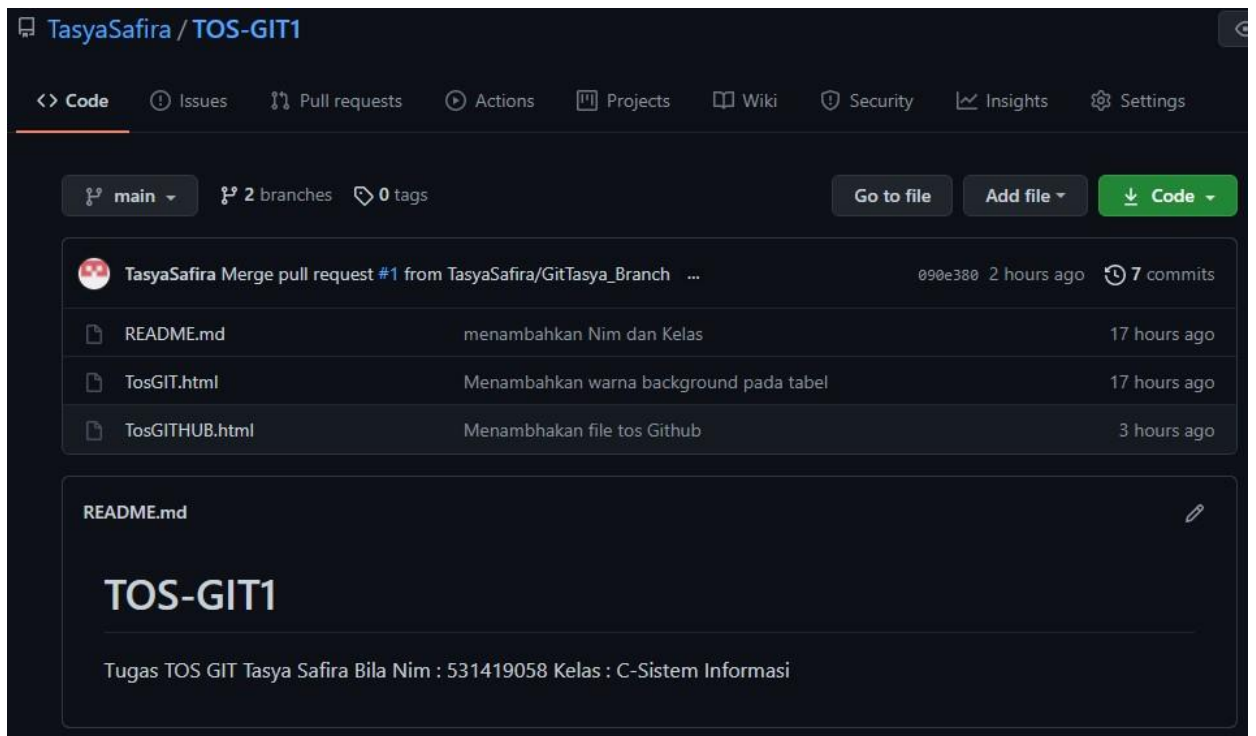 TasyaSafira / TOS-GIT1
<> Code Issues Pull requests Actions Projects Wiki Security Insights Settings
main 2 branches 0 tags Go to file Add file Code
TasyaSafira Merge pull request #1 from TasyaSafira/GitTasya_Branch ... 090e380 2 hours ago 7 commits
README.md menambahkan Nim dan Kelas 17 hours ago
TosGIT.html Menambahkan warna background pada tabel 17 hours ago
TosGITHUB.html Menambhakan file tos Github 3 hours ago
README.md
TOS-GIT1
Tugas TOS GIT Tasya Safira Bila Nim : 531419058 Kelas : C-Sistem Informasi